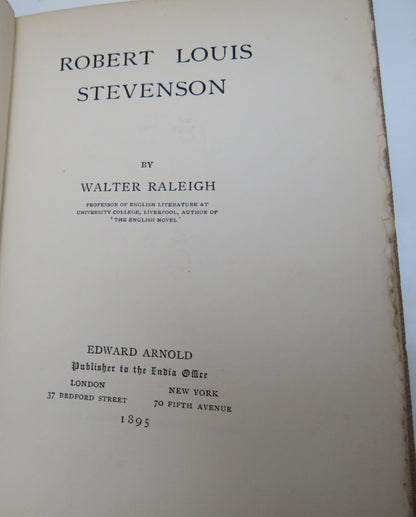 ROBERT LOUIS
STEVENSON
BY
WALTER RALEIGH
PROFESSOR OF ENGLISH LITERATURE AT
UNIVERSITY COLLEGE, LIVERPOOL, AUTHOR OF
'THE ENGLISH NOVEL'
EDWARD ARNOLD
Publisher to the India Office
LONDON NEW YORK
37 BEDFORD STREET 70 FIFTH AVENUE
1895